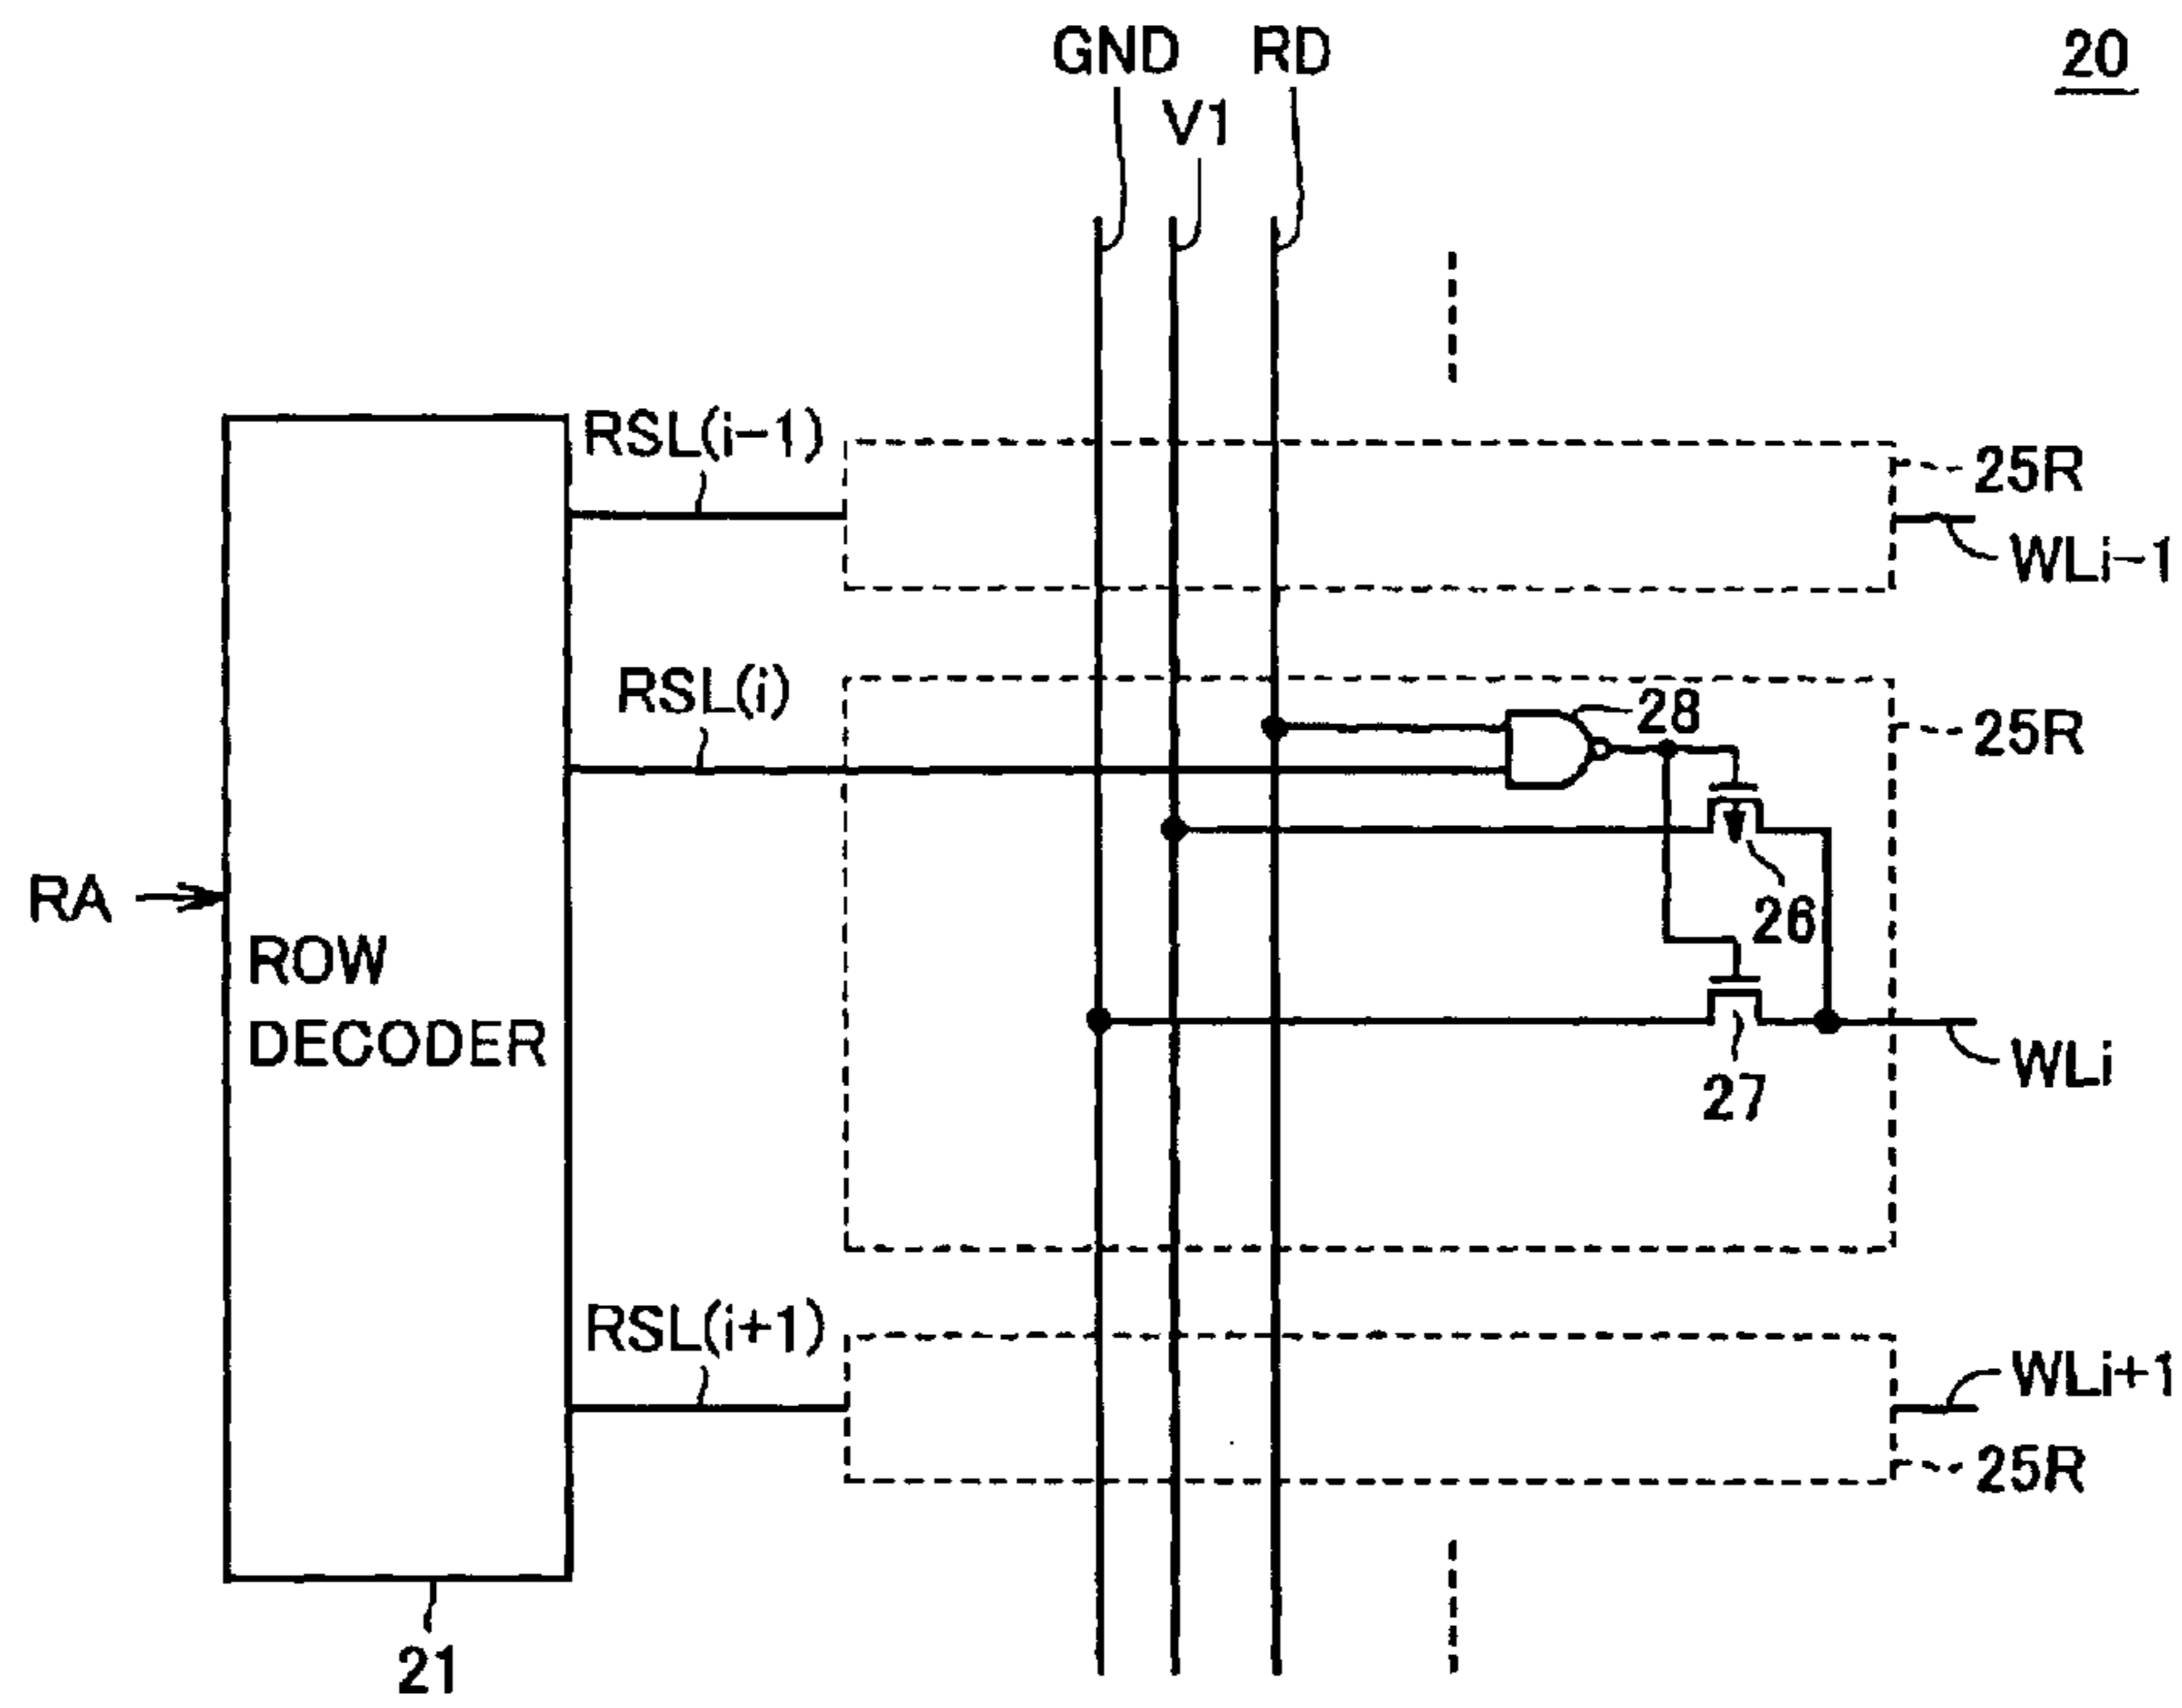 GND
RD
20
V1
RSL(i-1)
25R
WLi-1
RSL(i)
28
25R
RA
26
ROW
DECODER
WLi
27
RSL(i+1)
WLi+1
25R
21